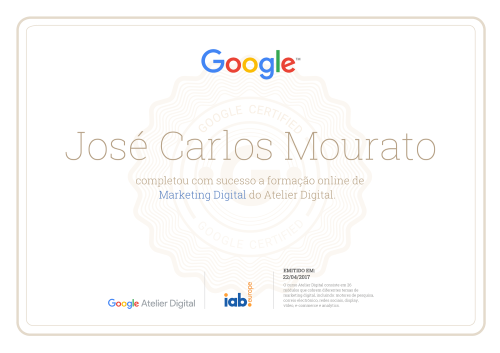 Google™
GOOGLE CERTIFIED
José Carlos Mourato
completou com sucesso a formação online de
Marketing Digital do Atelier Digital.
GOOGLE CERTIFIED
Google Atelier Digital
iab.europe
EMITIDO EM:
22/04/2017
O curso Atelier Digital consiste em
módulos que cobrem diferentes temas de
marketing digital, incluindo motores de pesquisa,
correio electrónico, redes sociais, display,
vídeo, e-commerce e analytics.